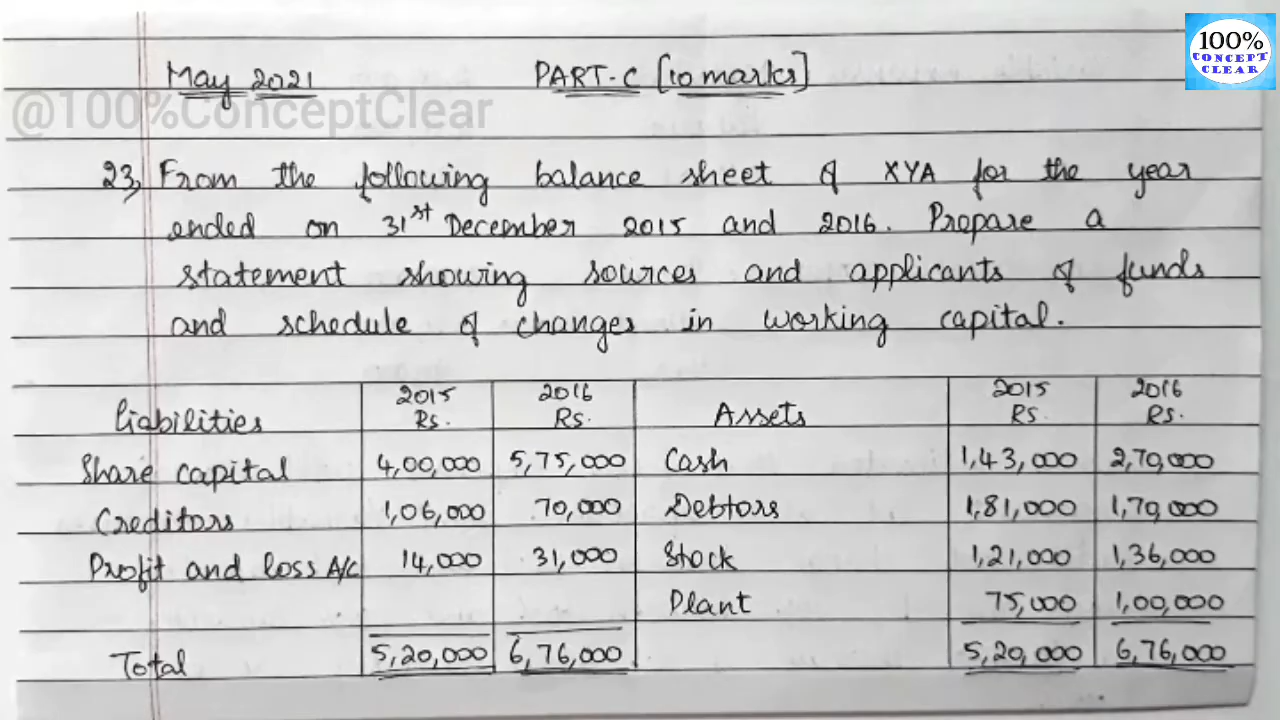 100%
CONCEPT
CLEAR
May 2021 PART-C [10 marks]
@100%ConceptClear
23, From the following balance sheet of XYA for the year
ended on 31st December 2015 and 2016. Prepare a
statement showing sources and applicants of funds
and schedule of changes in working capital.
Liabilities 2015 Rs. 2016 Rs. Assets 2015 Rs. 2016 Rs.
Share capital 4,00,000 5,75,000 Cash 1,43,000 2,70,000
Creditors 1,06,000 70,000 Debtors 1,81,000 1,70,000
Profit and loss A/c 14,000 31,000 Stock 1,21,000 1,36,000
Plant 75,000 1,00,000
Total 5,20,000 6,76,000 5,20,000 6,76,000